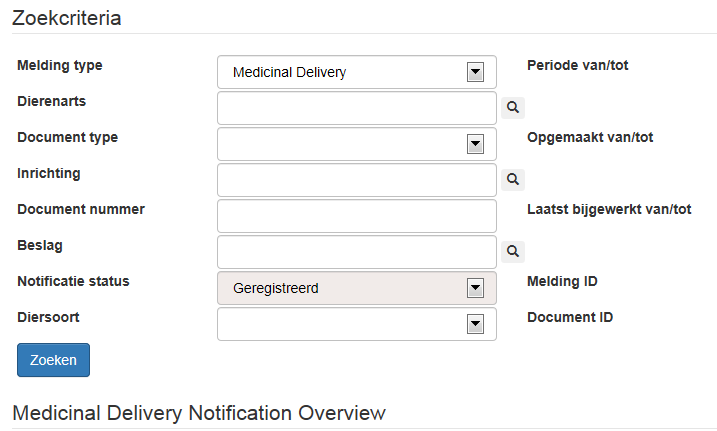 Zoekcriteria
Melding type Medicinal Delivery Periode van/tot
Dierenarts
Document type Opgemaakt van/tot
Inrichting
Document nummer Laatst bijgewerkt van/tot
Beslag
Notificatie status Geregistreerd Melding ID
Diersoort Document ID
Zoeken
Medicinal Delivery Notification Overview